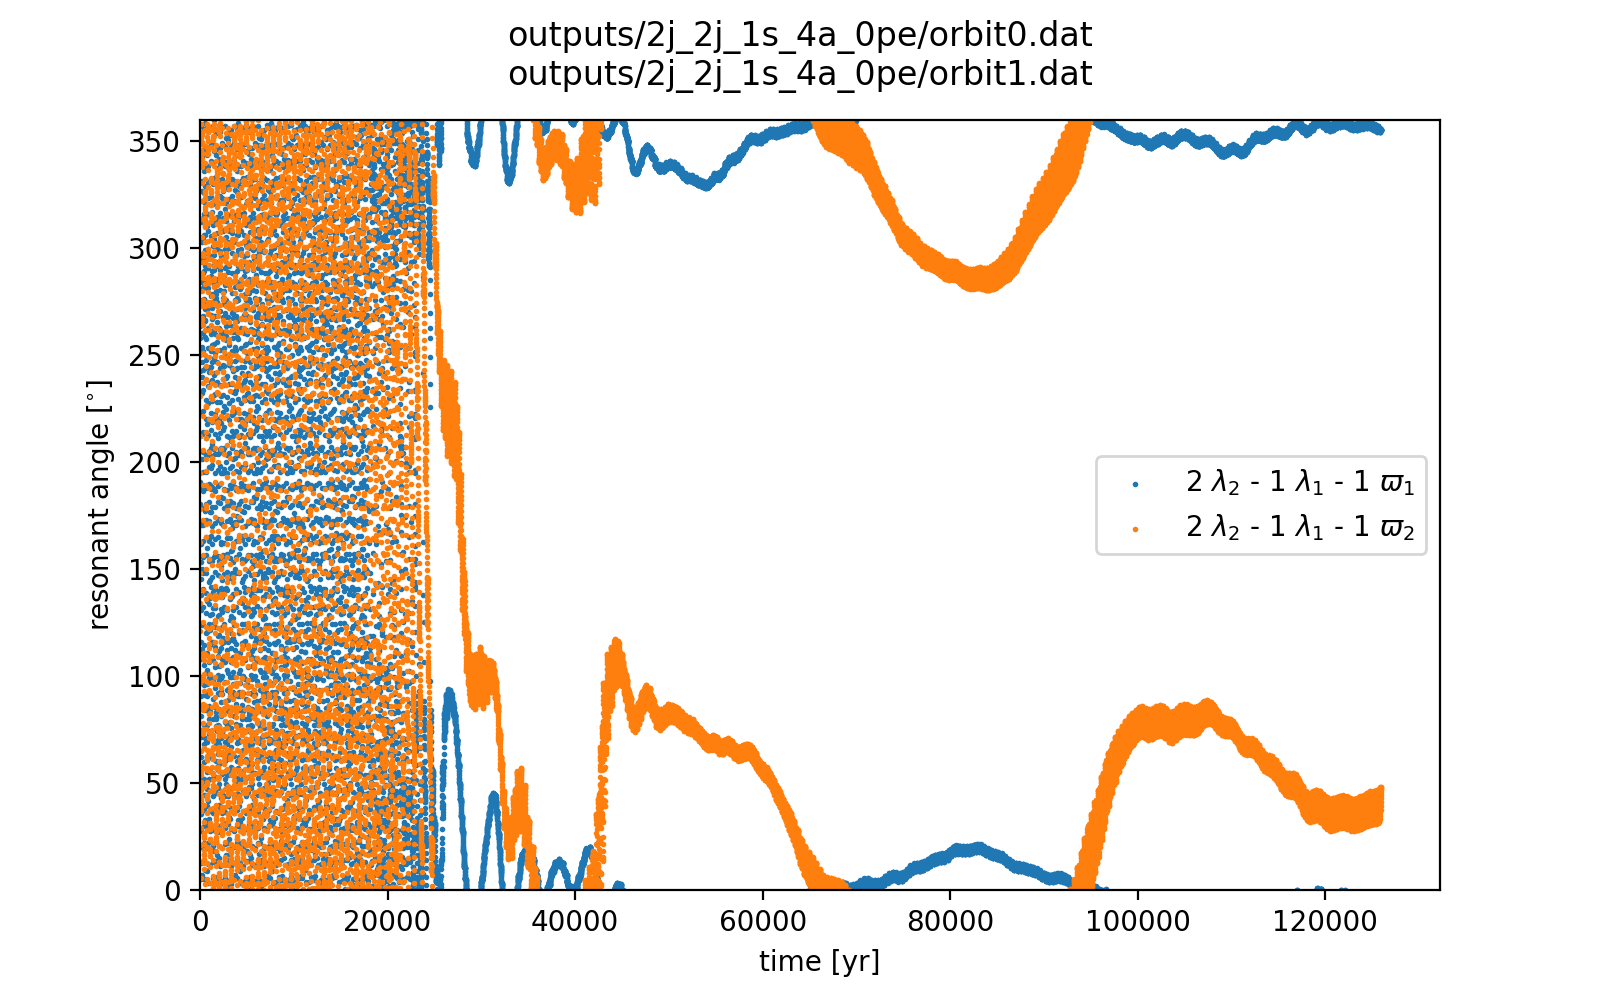 outputs/2j_2j_1s_4a_0pe/orbit0.dat
outputs/2j_2j_1s_4a_0pe/orbit1.dat
350
300
250
200
150
100
50
0
resonant angle [°]
2 λ₂ - 1 λ₁ - 1 ϖ₁
2 λ₂ - 1 λ₁ - 1 ϖ₂
0
20000
40000
60000
80000
100000
120000
time [yr]